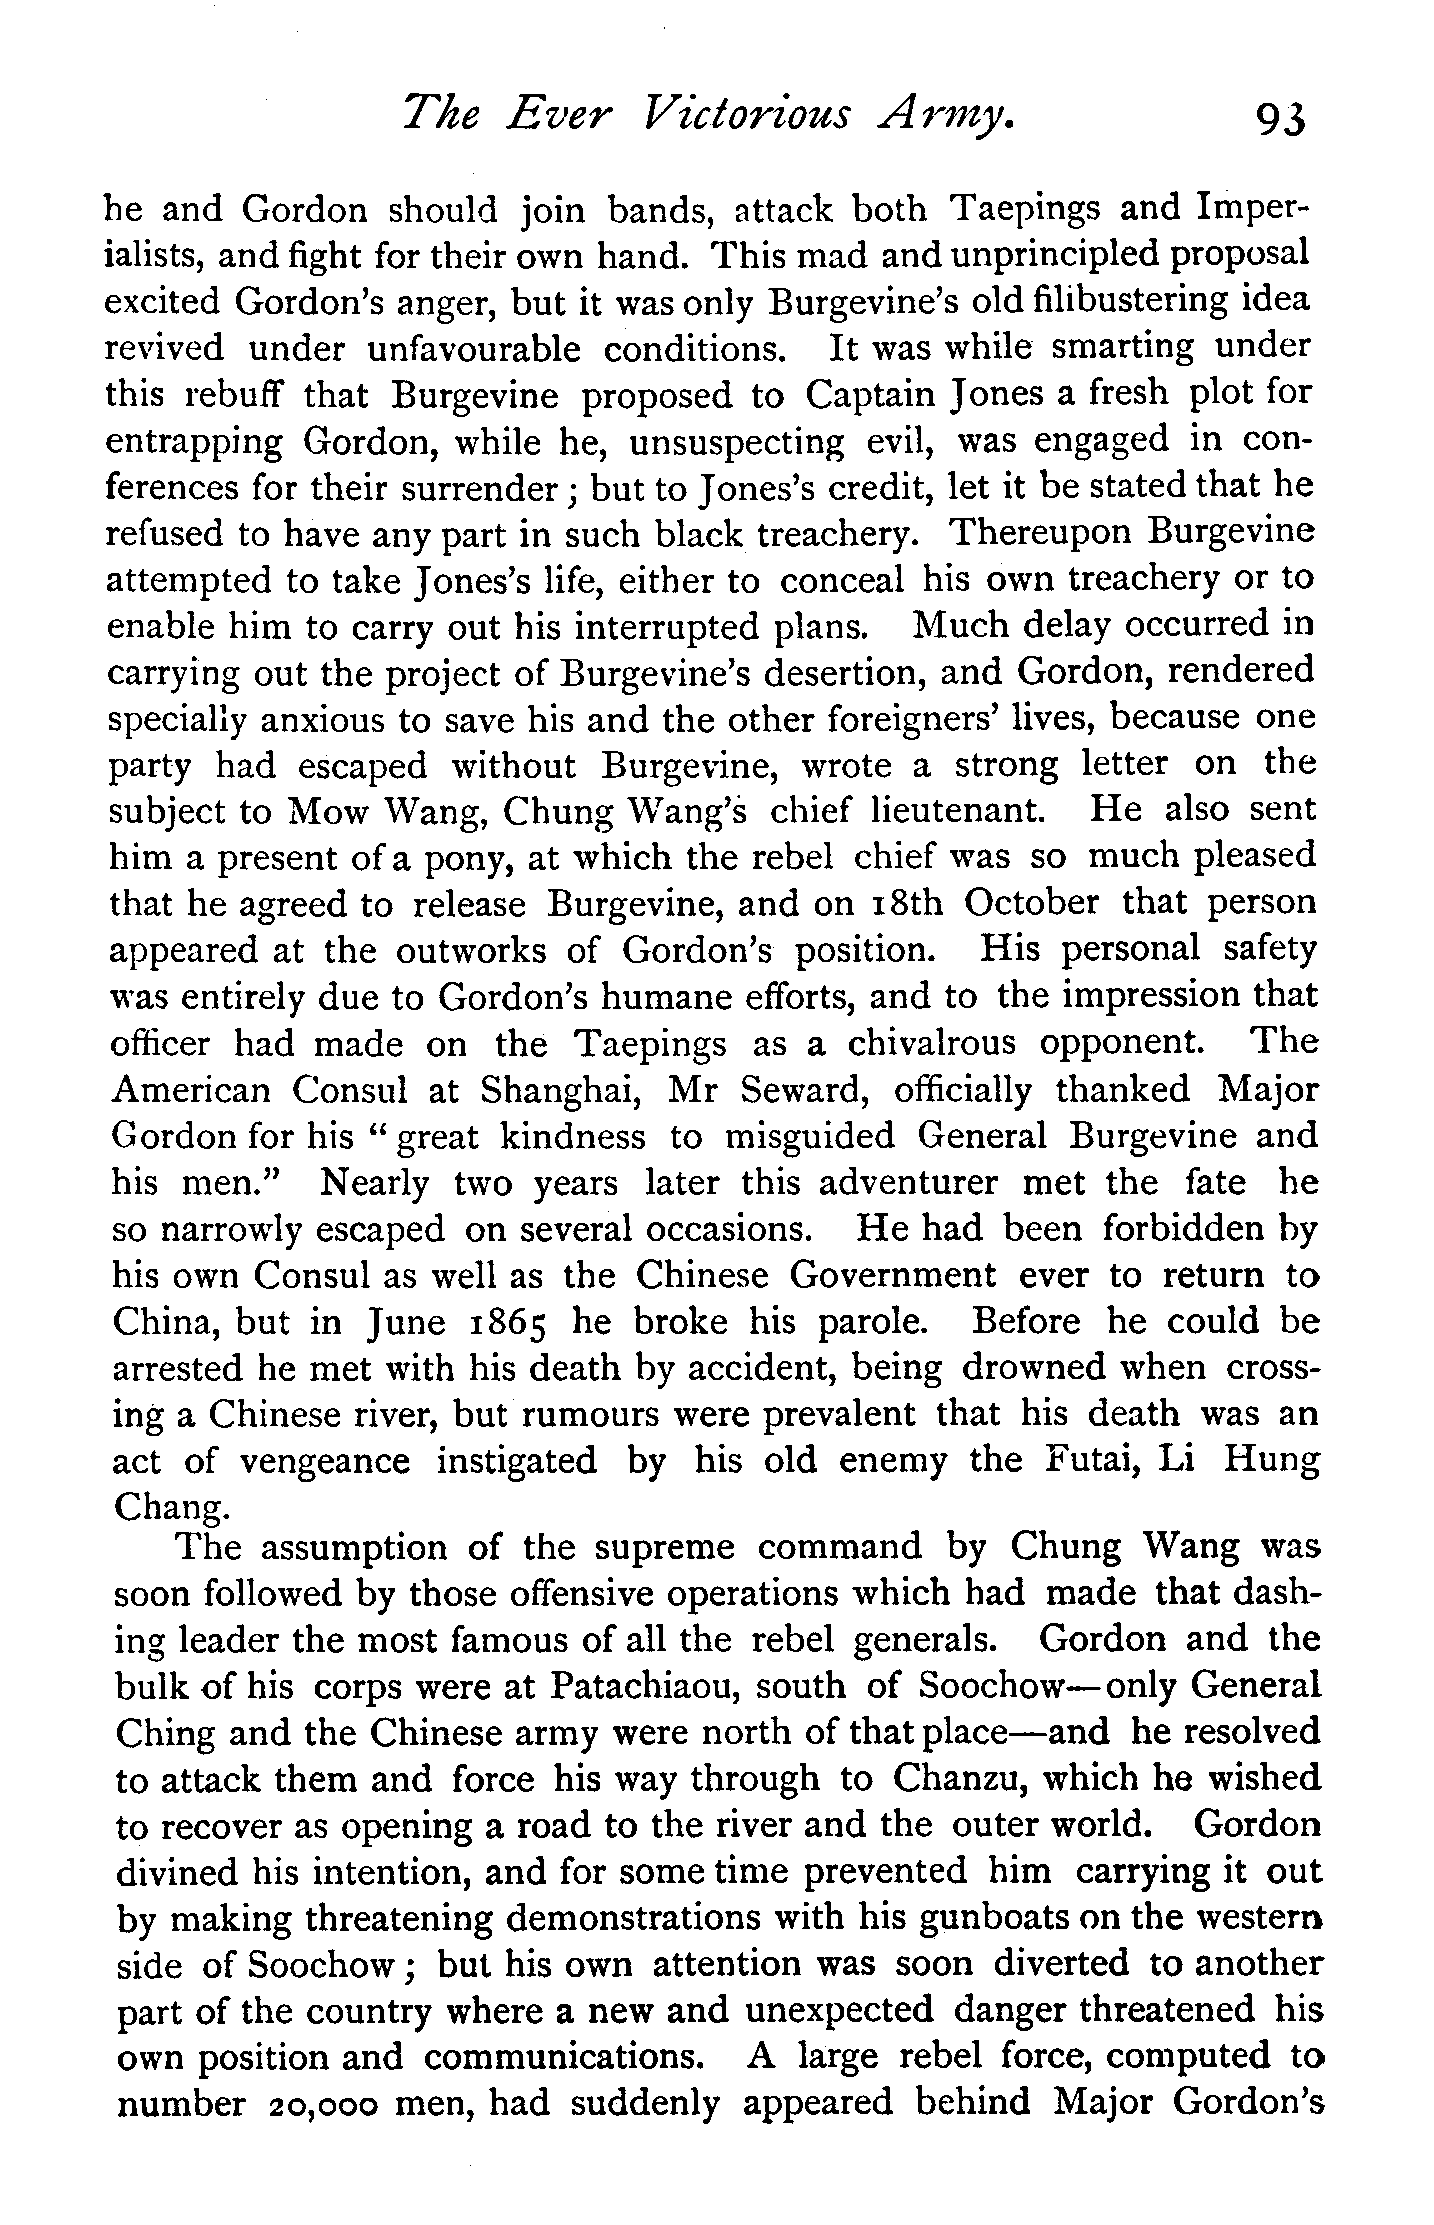 The Ever Victorious Army. 93
he and Gordon should join bands, attack both Taepings and Imper-
ialists, and fight for their own hand. This mad and unprincipled proposal
excited Gordon's anger, but it was only Burgevine's old filibustering idea
revived under unfavourable conditions. It was while smarting under
this rebuff that Burgevine proposed to Captain Jones a fresh plot for
entrapping Gordon, while he, unsuspecting evil, was engaged in con-
ferences for their surrender; but to Jones's credit, let it be stated that he
refused to have any part in such black treachery. Thereupon Burgevine
attempted to take Jones's life, either to conceal his own treachery or to
enable him to carry out his interrupted plans. Much delay occurred in
carrying out the project of Burgevine's desertion, and Gordon, rendered
specially anxious to save his and the other foreigners' lives, because one
party had escaped without Burgevine, wrote a strong letter on the
subject to Mow Wang, Chung Wang's chief lieutenant. He also sent
him a present of a pony, at which the rebel chief was so much pleased
that he agreed to release Burgevine, and on 18th October that person
appeared at the outworks of Gordon's position. His personal safety
was entirely due to Gordon's humane efforts, and to the impression that
officer had made on the Taepings as a chivalrous opponent. The
American Consul at Shanghai, Mr Seward, officially thanked Major
Gordon for his "great kindness to misguided General Burgevine and
his men." Nearly two years later this adventurer met the fate he
so narrowly escaped on several occasions. He had been forbidden by
his own Consul as well as the Chinese Government ever to return to
China, but in June 1865 he broke his parole. Before he could be
arrested he met with his death by accident, being drowned when cross-
ing a Chinese river, but rumours were prevalent that his death was an
act of vengeance instigated by his old enemy the Futai, Li Hung
Chang.
The assumption of the supreme command by Chung Wang was
soon followed by those offensive operations which had made that dash-
ing leader the most famous of all the rebel generals. Gordon and the
bulk of his corps were at Patachiaou, south of Soochow—only General
Ching and the Chinese army were north of that place—and he resolved
to attack them and force his way through to Chanzu, which he wished
to recover as opening a road to the river and the outer world. Gordon
divined his intention, and for some time prevented him carrying it out
by making threatening demonstrations with his gunboats on the western
side of Soochow; but his own attention was soon diverted to another
part of the country where a new and unexpected danger threatened his
own position and communications. A large rebel force, computed to
number 20,000 men, had suddenly appeared behind Major Gordon's